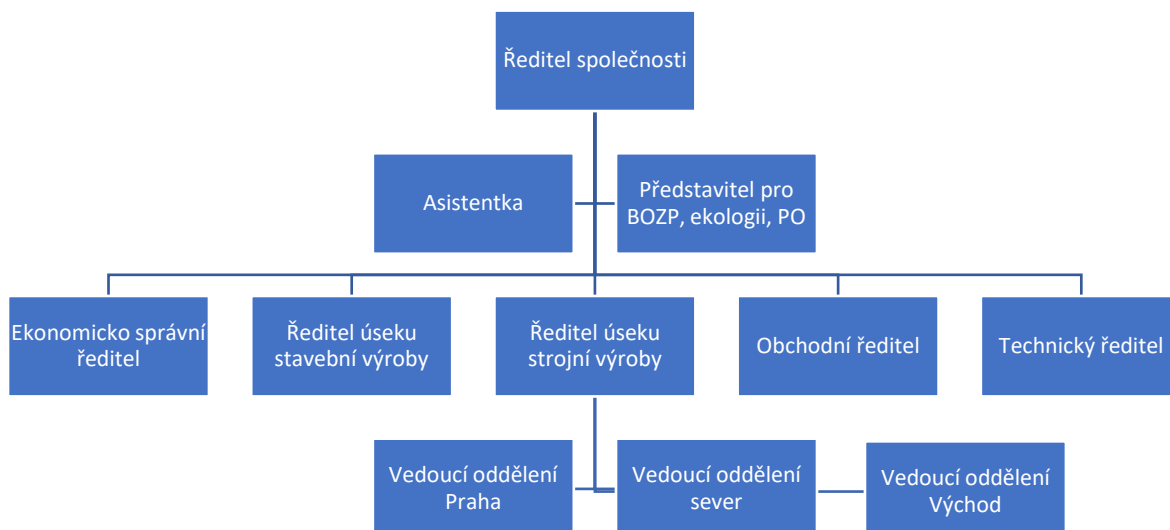 Ředitel společnosti
Asistentka
Představitel pro
BOZP, ekologii, PO
Ekonomicko správní
ředitel
Ředitel úseku
stavební výroby
Ředitel úseku
strojní výroby
Obchodní ředitel
Technický ředitel
Vedoucí oddělení
Praha
Vedoucí oddělení
sever
Vedoucí oddělení
Východ